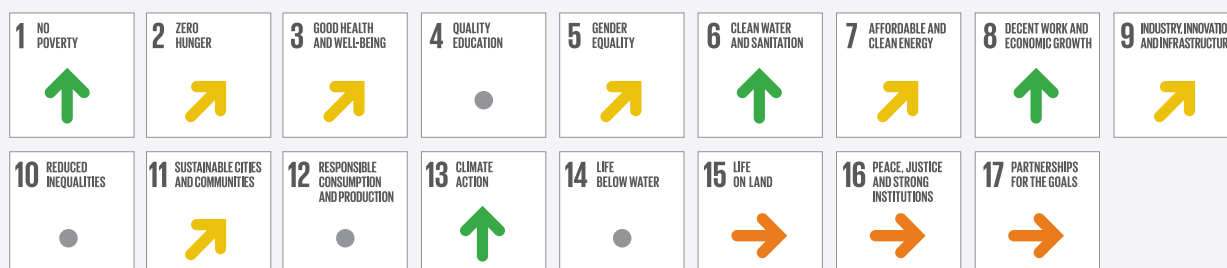 1 NO
POVERTY
2 ZERO
HUNGER
3 GOOD HEALTH
AND WELL-BEING
4 QUALITY
EDUCATION
5 GENDER
EQUALITY
6 CLEAN WATER
AND SANITATION
7 AFFORDABLE AND
CLEAN ENERGY
8 DECENT WORK AND
ECONOMIC GROWTH
9 INDUSTRY, INNOVATIO
AND INFRASTRUCTUR
10 REDUCED
INEQUALITIES
11 SUSTAINABLE CITIES
AND COMMUNITIES
12 RESPONSIBLE
CONSUMPTION
AND PRODUCTION
13 CLIMATE
ACTION
14 LIFE
BELOW WATER
15 LIFE
ON LAND
16 PEACE, JUSTICE
AND STRONG
INSTITUTIONS
17 PARTNERSHIPS
FOR THE GOALS